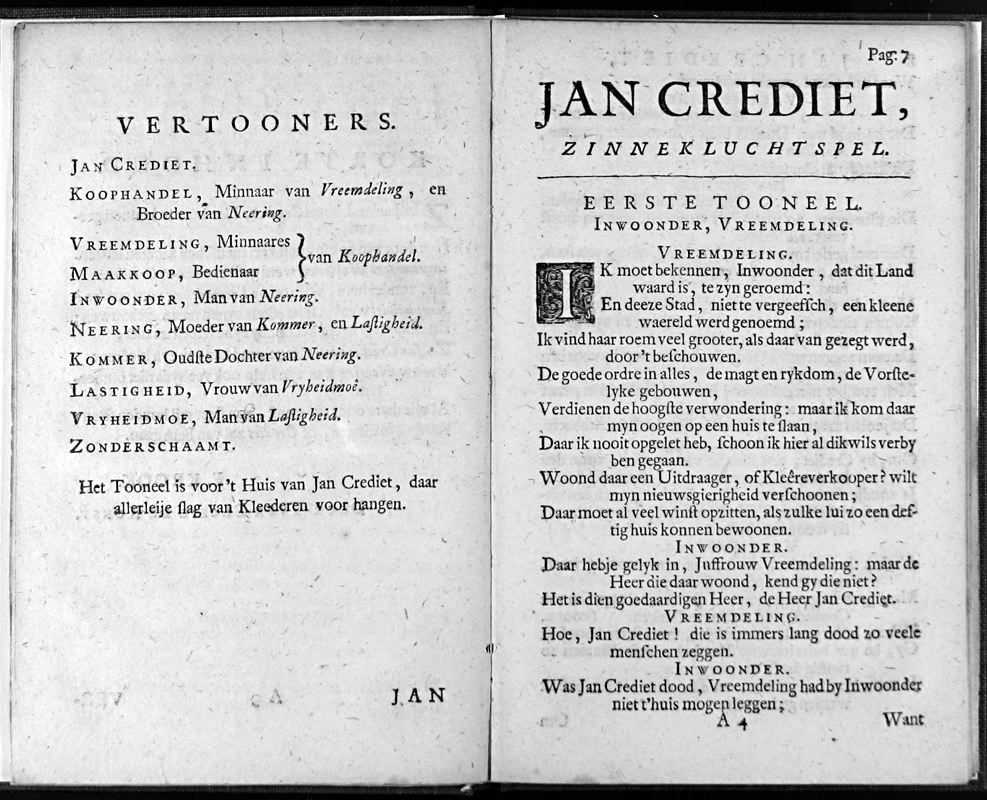 VERTOONERS.
JAN CREDIET.
KOOPHANDEL, Minnaar van Vreemdeling, en
Broeder van Neering.
VREEMDELING, Minnaares
MAAKKOOP, Bedienaar
} van Koophandel.
INWOONDER, Man van Neering.
NEERING, Moeder van Kommer, en Laſtigheid.
KOMMER, Oudſte Dochter van Neering.
LASTIGHEID, Vrouw van Vryheidmoê.
VRYHEIDMOE, Man van Laſtigheid.
ZONDERSCHAAMT.
Het Tooneel is voor't Huis van Jan Crediet, daar
allerleije ſlag van Kleederen voor hangen.
JAN
Pag: 7
JAN CREDIET,
ZINNEKLUCHTSPEL.
EERSTE TOONEEL.
INWOONDER, VREEMDELING.
VREEMDELING.
IK moet bekennen, Inwoonder, dat dit Land
waard is, te zyn geroemd:
En deeze Stad, niet te vergeefſch, een kleene
waereld werd genoemd;
Ik vind haar roem veel grooter, als daar van gezegt werd,
door 't beſchouwen.
De goede ordre in alles, de magt en rykdom, de Vorſte-
lyke gebouwen,
Verdienen de hoogſte verwondering: maar ik kom daar
myn oogen op een huis te ſlaan,
Daar ik nooit opgelet heb, ſchoon ik hier al dikwils verby
ben gegaan.
Woond daar een Uitdraager, of Kleêreverkooper? wilt
myn nieuwsgierigheid verſchoonen;
Daar moet al veel winſt opzitten, als zulke lui zo een def-
tig huis konnen bewoonen.
INWOONDER.
Daar hebje gelyk in, Juffrouw Vreemdeling: maar de
Heer die daar woond, kend gy die niet?
Het is dien goedaardigen Heer, de Heer Jan Crediet.
VREEMDELING.
Hoe, Jan Crediet! die is immers lang dood zo veele
menſchen zeggen.
INWOONDER.
Was Jan Crediet dood, Vreemdeling had by Inwoonder
niet t'huis mogen leggen;
A 4
Want